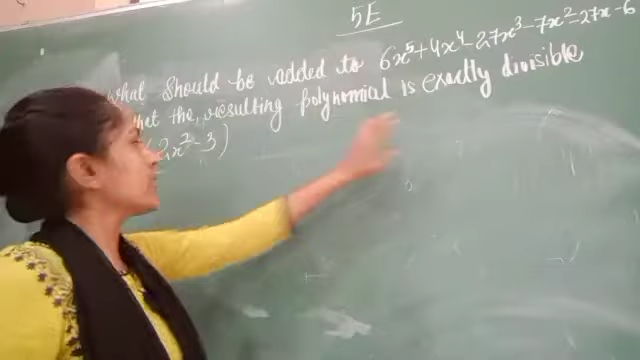 5E
what should be added to 6x⁵+4x⁴-27x³-7x²-27x-6
that the resulting polynomial is exactly divisible
2x²-3)